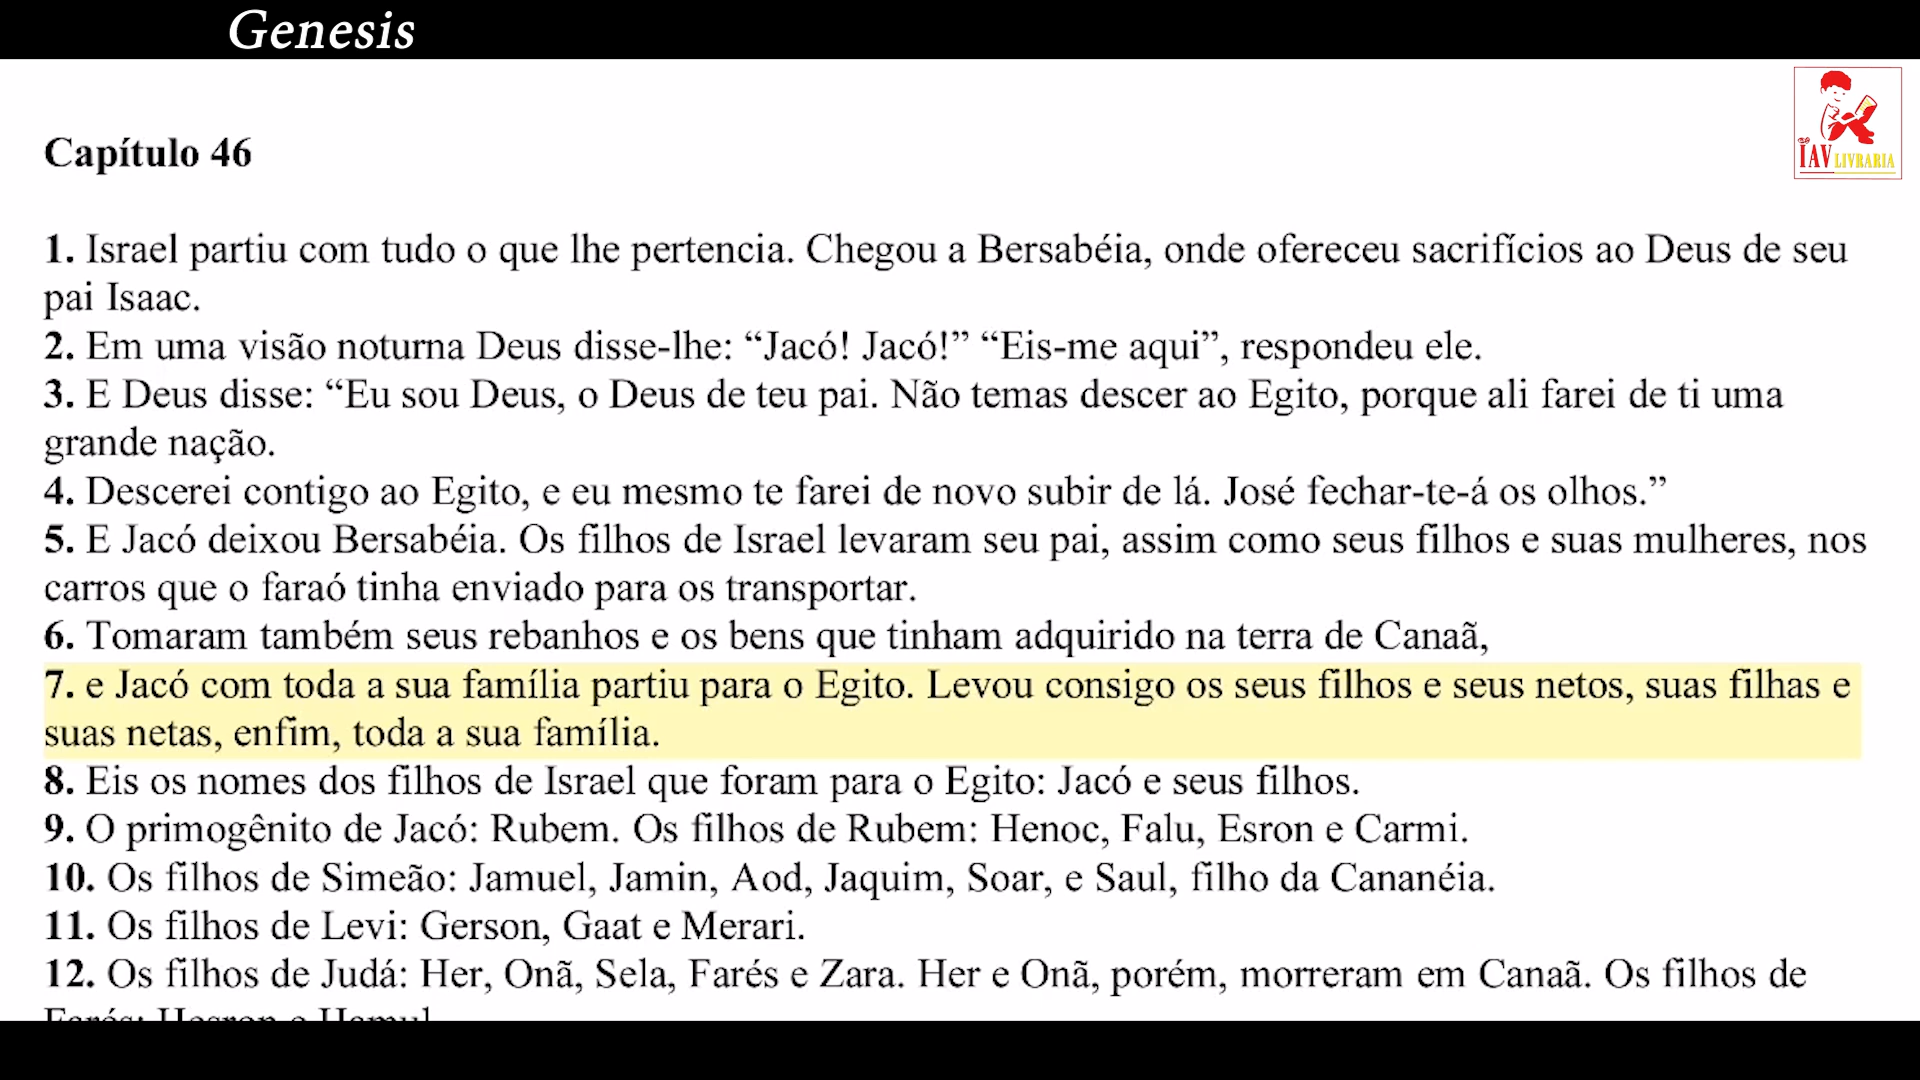 Genesis
IAV LIVRARIA
Capítulo 46
1. Israel partiu com tudo o que lhe pertencia. Chegou a Bersabéia, onde ofereceu sacrifícios ao Deus de seu
pai Isaac.
2. Em uma visão noturna Deus disse-lhe: “Jacó! Jacó!” “Eis-me aqui”, respondeu ele.
3. E Deus disse: “Eu sou Deus, o Deus de teu pai. Não temas descer ao Egito, porque ali farei de ti uma
grande nação.
4. Descerei contigo ao Egito, e eu mesmo te farei de novo subir de lá. José fechar-te-á os olhos.”
5. E Jacó deixou Bersabéia. Os filhos de Israel levaram seu pai, assim como seus filhos e suas mulheres, nos
carros que o faraó tinha enviado para os transportar.
6. Tomaram também seus rebanhos e os bens que tinham adquirido na terra de Canaã,
7. e Jacó com toda a sua família partiu para o Egito. Levou consigo os seus filhos e seus netos, suas filhas e
suas netas, enfim, toda a sua família.
8. Eis os nomes dos filhos de Israel que foram para o Egito: Jacó e seus filhos.
9. O primogênito de Jacó: Rubem. Os filhos de Rubem: Henoc, Falu, Esron e Carmi.
10. Os filhos de Simeão: Jamuel, Jamin, Aod, Jaquim, Soar, e Saul, filho da Cananéia.
11. Os filhos de Levi: Gerson, Gaat e Merari.
12. Os filhos de Judá: Her, Onã, Sela, Farés e Zara. Her e Onã, porém, morreram em Canaã. Os filhos de
Farés: Hesron e Hamul